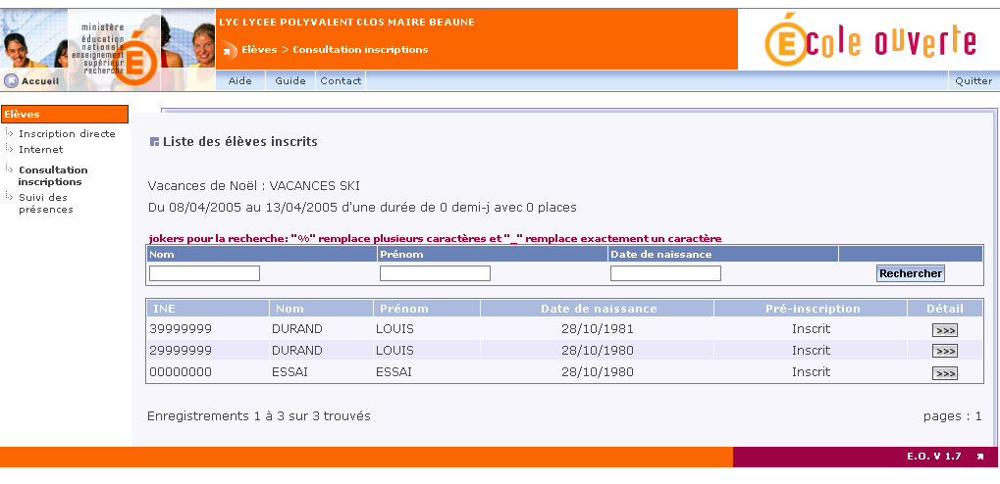 ministère
éducation
nationale
enseignement
supérieur
recherche
Accueil
LYC LYCEE POLYVALENT CLOS MAIRE BEAUNE
Elèves > Consultation inscriptions
École ouverte
Aide Guide Contact Quitter
Elèves
Inscription directe
Internet
Consultation
inscriptions
Suivi des
présences
Liste des élèves inscrits
Vacances de Noël : VACANCES SKI
Du 08/04/2005 au 13/04/2005 d'une durée de 0 demi-j avec 0 places
jokers pour la recherche: "%" remplace plusieurs caractères et "_" remplace exactement un caractère
Nom Prénom Date de naissance
Rechercher
INE Nom Prénom Date de naissance Pré-inscription Détail
39999999 DURAND LOUIS 28/10/1981 Inscrit >>>
29999999 DURAND LOUIS 28/10/1980 Inscrit >>>
00000000 ESSAI ESSAI 28/10/1980 Inscrit >>>
Enregistrements 1 à 3 sur 3 trouvés pages : 1
E.O. V 1.7